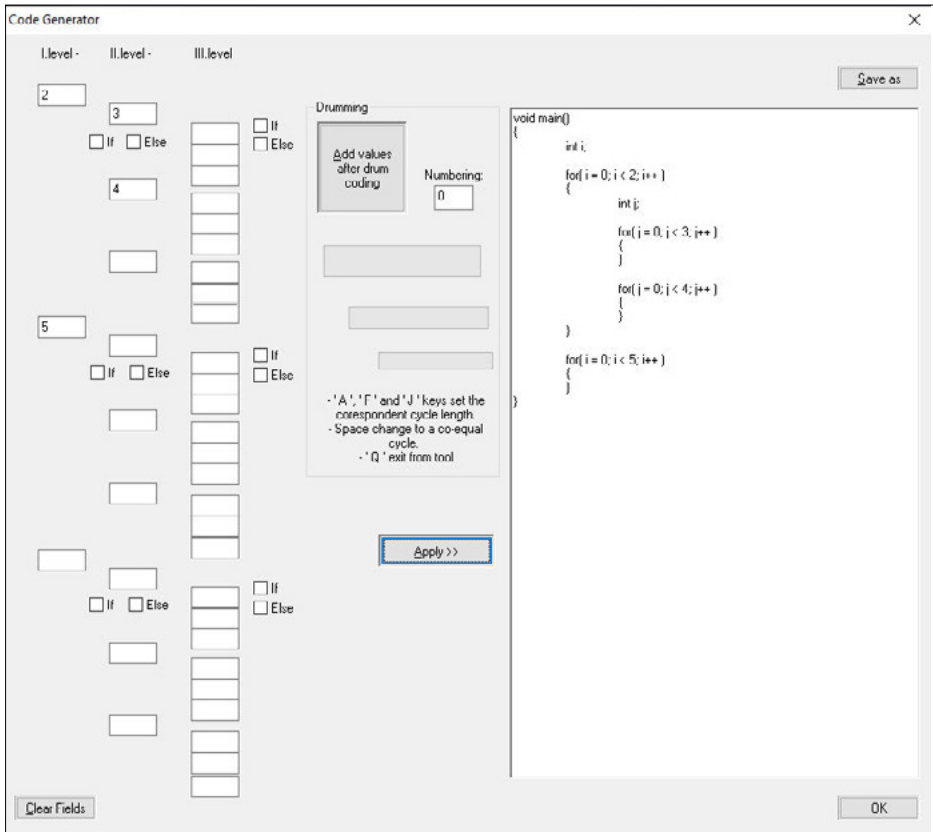 Code Generator
I.level - II.level - III.level
Save as
2
3
If Else
If
Else
4
5
If Else
If
Else
If Else
If
Else
Drumming
Add values
after drum
coding
Numbering:
0
- ' A ', ' F ' and ' J ' keys set the
corespondent cycle length.
- Space change to a co-equal
cycle.
- ' Q ' exit from tool
Apply >>
void main()
{
int i;
for( i = 0; i < 2; i++ )
{
int j;
for( j = 0; j < 3; j++ )
{
}
for( j = 0; j < 4; j++ )
{
}
}
for( i = 0; i < 5; i++ )
{
}
}
Clear Fields
OK